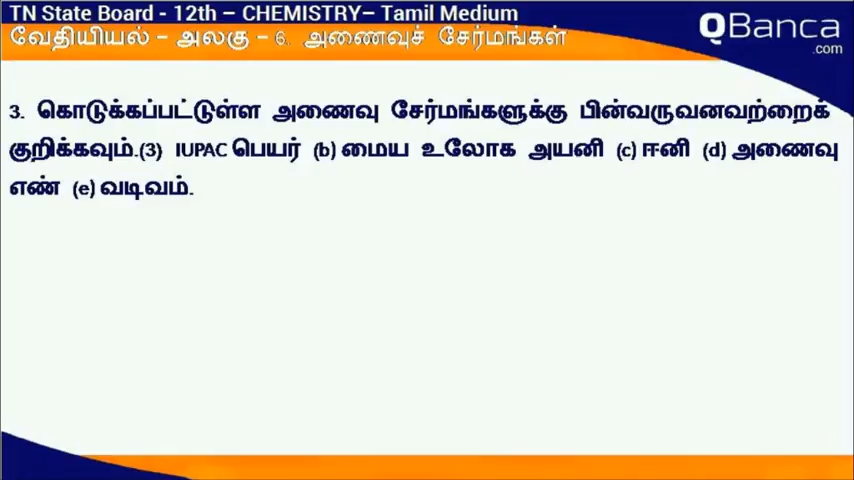 TN State Board - 12th – CHEMISTRY– Tamil Medium
வேதியியல் – அலகு – 6. அணைவுச் சேர்மங்கள்
QBanca
.com
3. கொடுக்கப்பட்டுள்ள அணைவு சேர்மங்களுக்கு பின்வருவனவற்றைக்
குறிக்கவும்.(3) IUPAC பெயர் (b) மைய உலோக அயனி (c) ஈனி (d) அணைவு
எண் (e) வடிவம்.